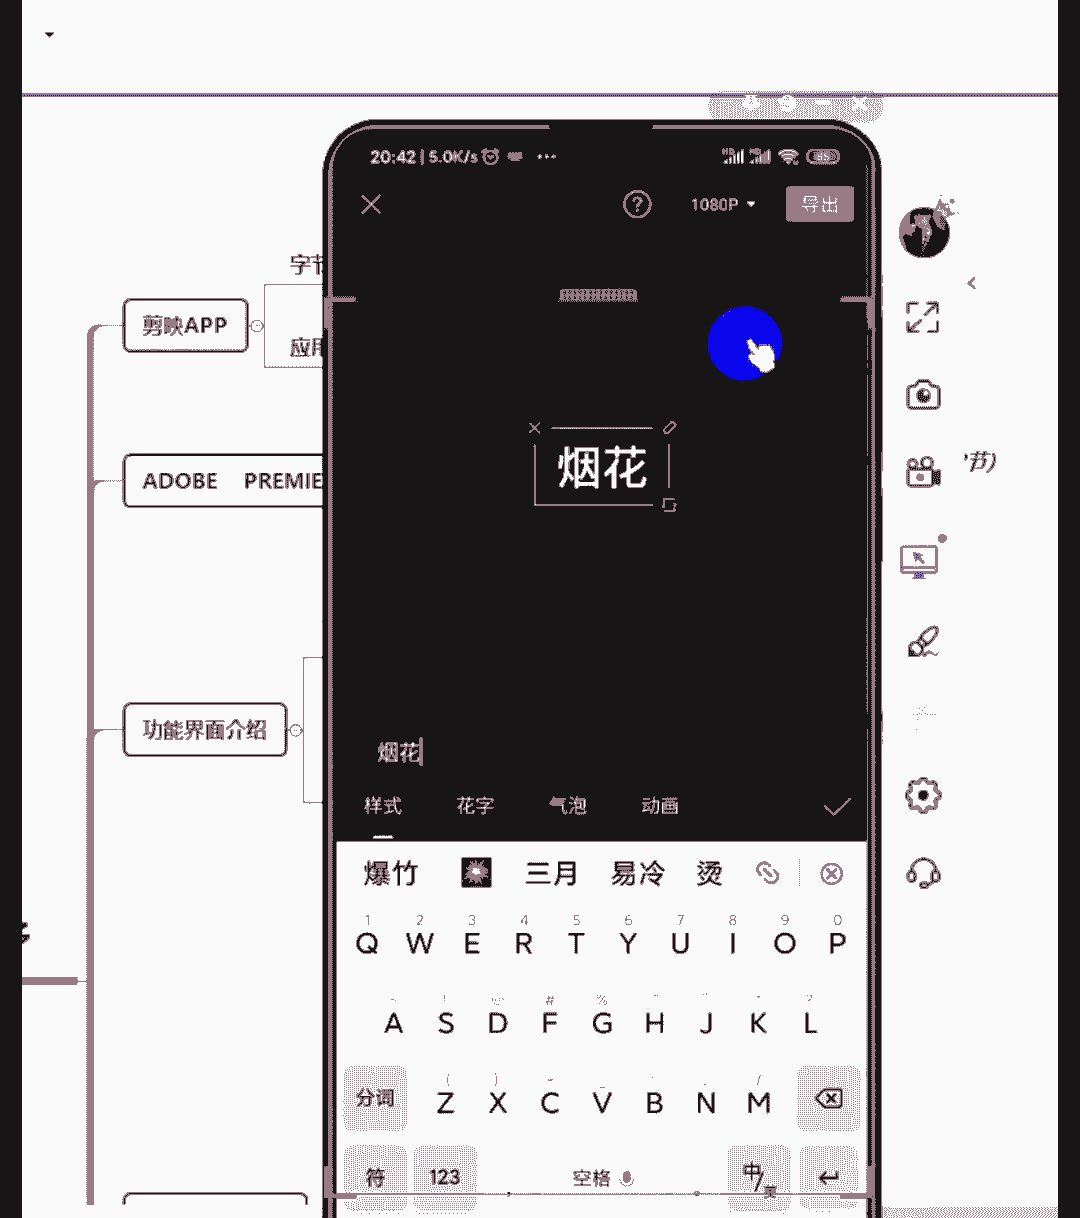 20:42 | 5.0K/s
1080P
导出
字节
剪映APP
应用
ADOBE PREMIE
节)
烟花
功能界面介绍
烟花
样式 花字 气泡 动画
爆竹 三月 易冷 烫
1 2 3 4 5 6 7 8 9 0
Q W E R T Y U I O P
A S D F G H J K L
分词 Z X C V B N M
符 123 空格 中/英